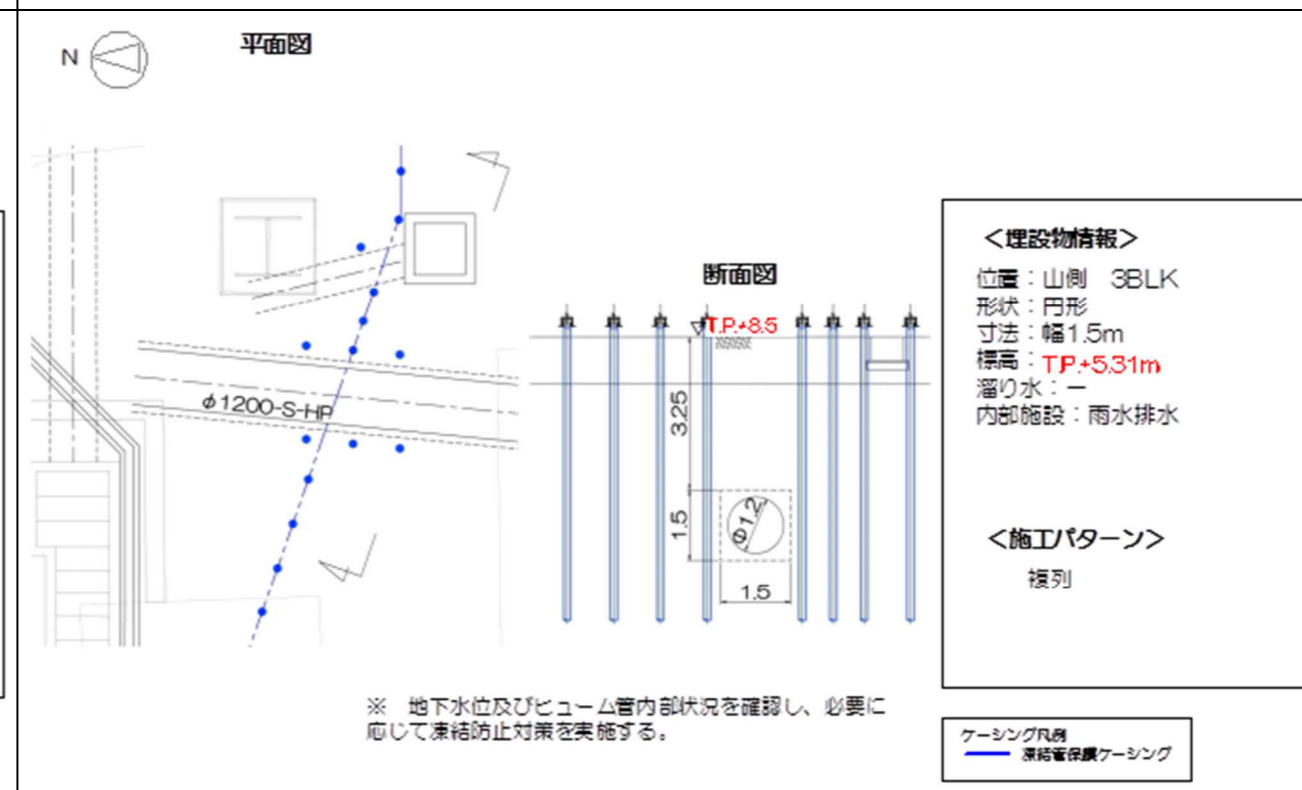 N
平面図
φ1200-S-HP
断面図
T.P.+8.5
3.25
1.5
Φ1.2
1.5
※ 地下水位及びヒューム管内部状況を確認し、必要に
応じて凍結防止対策を実施する。
＜埋設物情報＞
位置：山側 3BLK
形状：円形
寸法：幅1.5m
標高：T.P.+5.31m
溜り水：－
内部施設：雨水排水
＜施工パターン＞
複列
ケーシング凡例
凍結管保護ケーシング